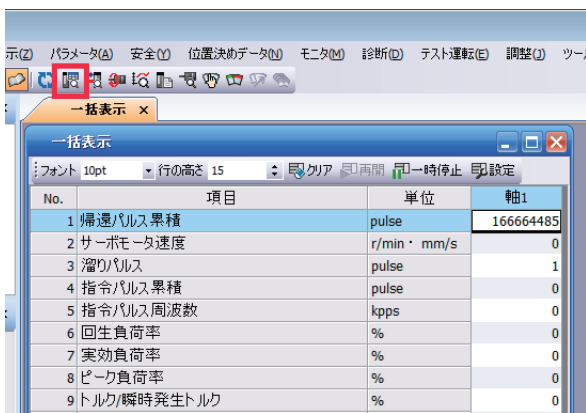 示(Z) パラメータ(A) 安全(Y) 位置決めデータ(N) モニタ(M) 診断(D) テスト運転(E) 調整(J) ツー
一括表示 ×
一括表示
フォント 10pt 行の高さ 15 クリア 再開 一時停止 設定
No. 項目 単位 軸1
1 帰還パルス累積 pulse 166664485
2 サーボモータ速度 r/min・mm/s 0
3 溜りパルス pulse 1
4 指令パルス累積 pulse 0
5 指令パルス周波数 kpps 0
6 回生負荷率 % 0
7 実効負荷率 % 0
8 ピーク負荷率 % 0
9 トルク/瞬時発生トルク % 0